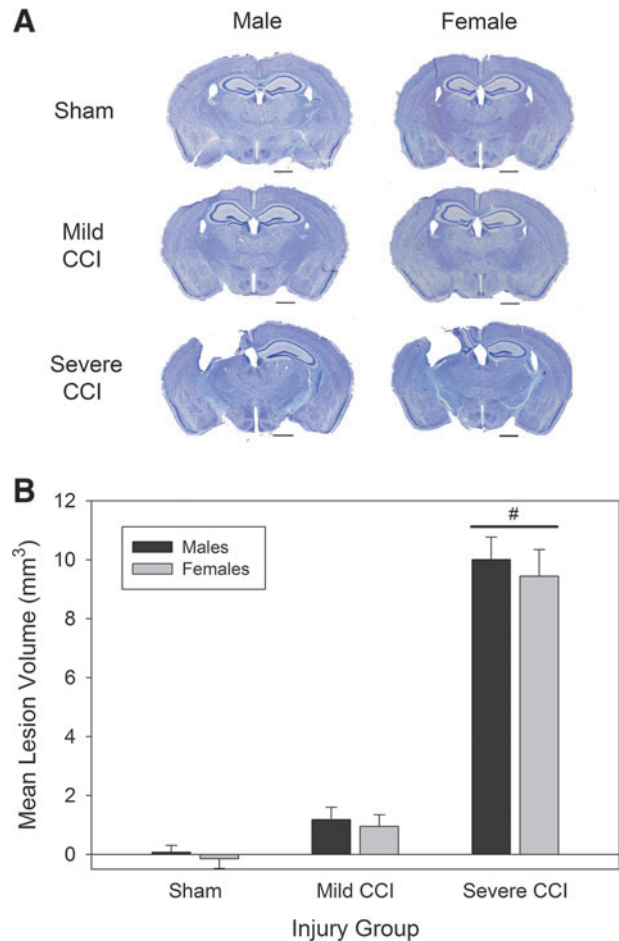 A
Male Female
Sham
Mild
CCI
Severe
CCI
B
12
10
8
6
4
2
0
Mean Lesion Volume (mm³)
Males
Females
#
Sham Mild CCI Severe CCI
Injury Group